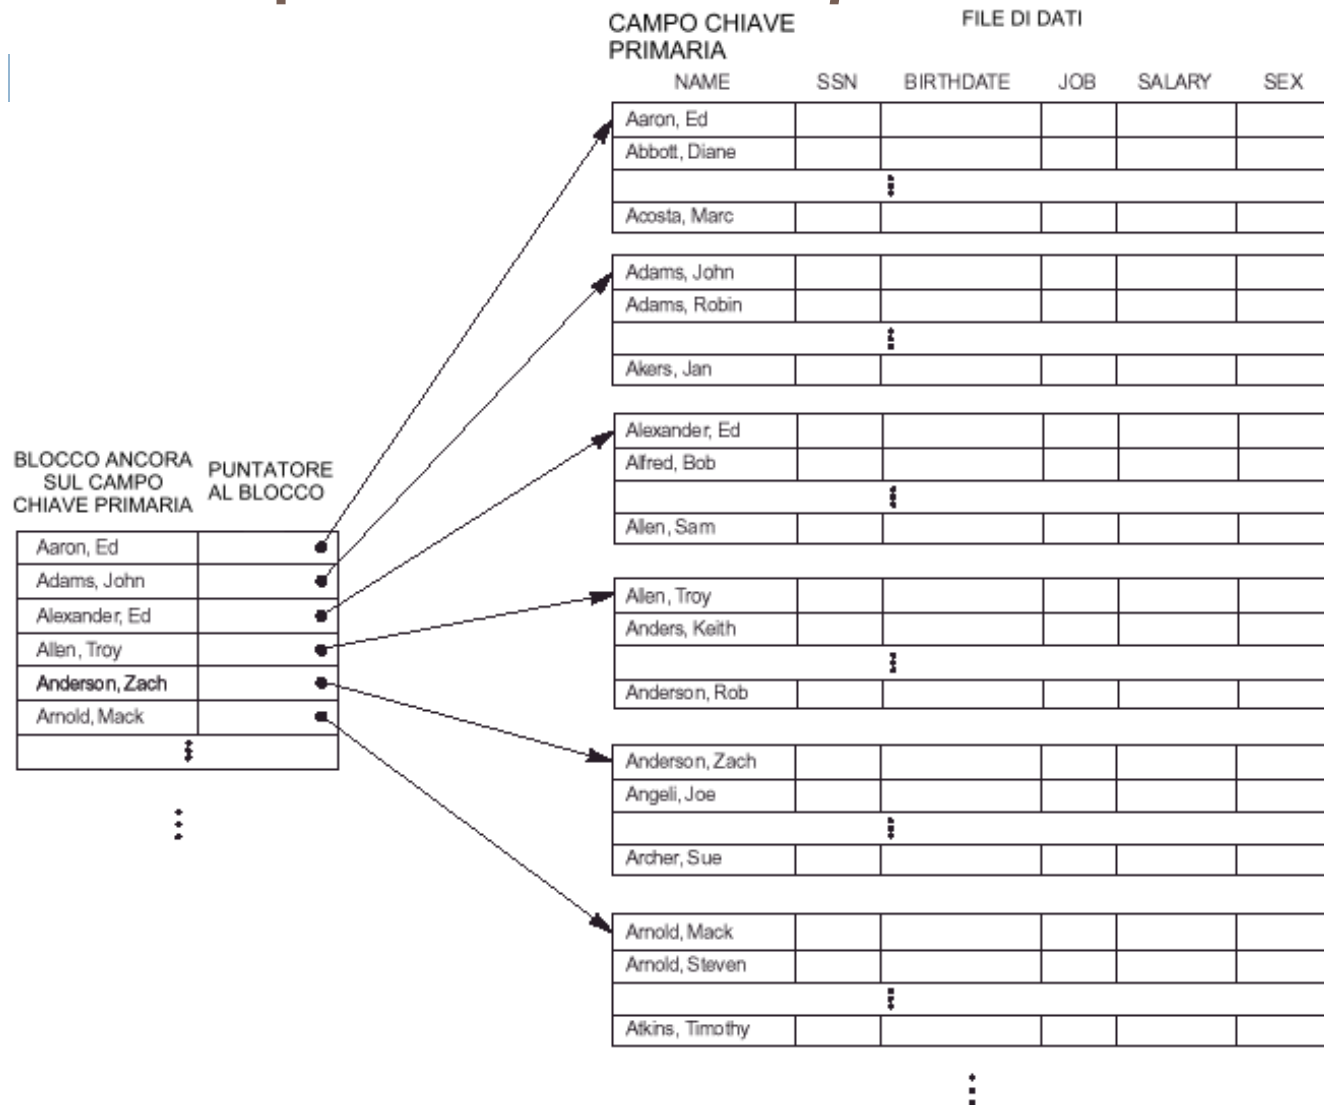 CAMPO CHIAVE
PRIMARIA
FILE DI DATI
NAME SSN BIRTHDATE JOB SALARY SEX
Aaron, Ed
Abbott, Diane
Acosta, Marc
Adams, John
Adams, Robin
Akers, Jan
Alexander, Ed
Alfred, Bob
Allen, Sam
Allen, Troy
Anders, Keith
Anderson, Rob
Anderson, Zach
Angeli, Joe
Archer, Sue
Arnold, Mack
Arnold, Steven
Atkins, Timothy
BLOCCO ANCORA
SUL CAMPO
CHIAVE PRIMARIA
PUNTATORE
AL BLOCCO
Aaron, Ed
Adams, John
Alexander, Ed
Allen, Troy
Anderson, Zach
Arnold, Mack